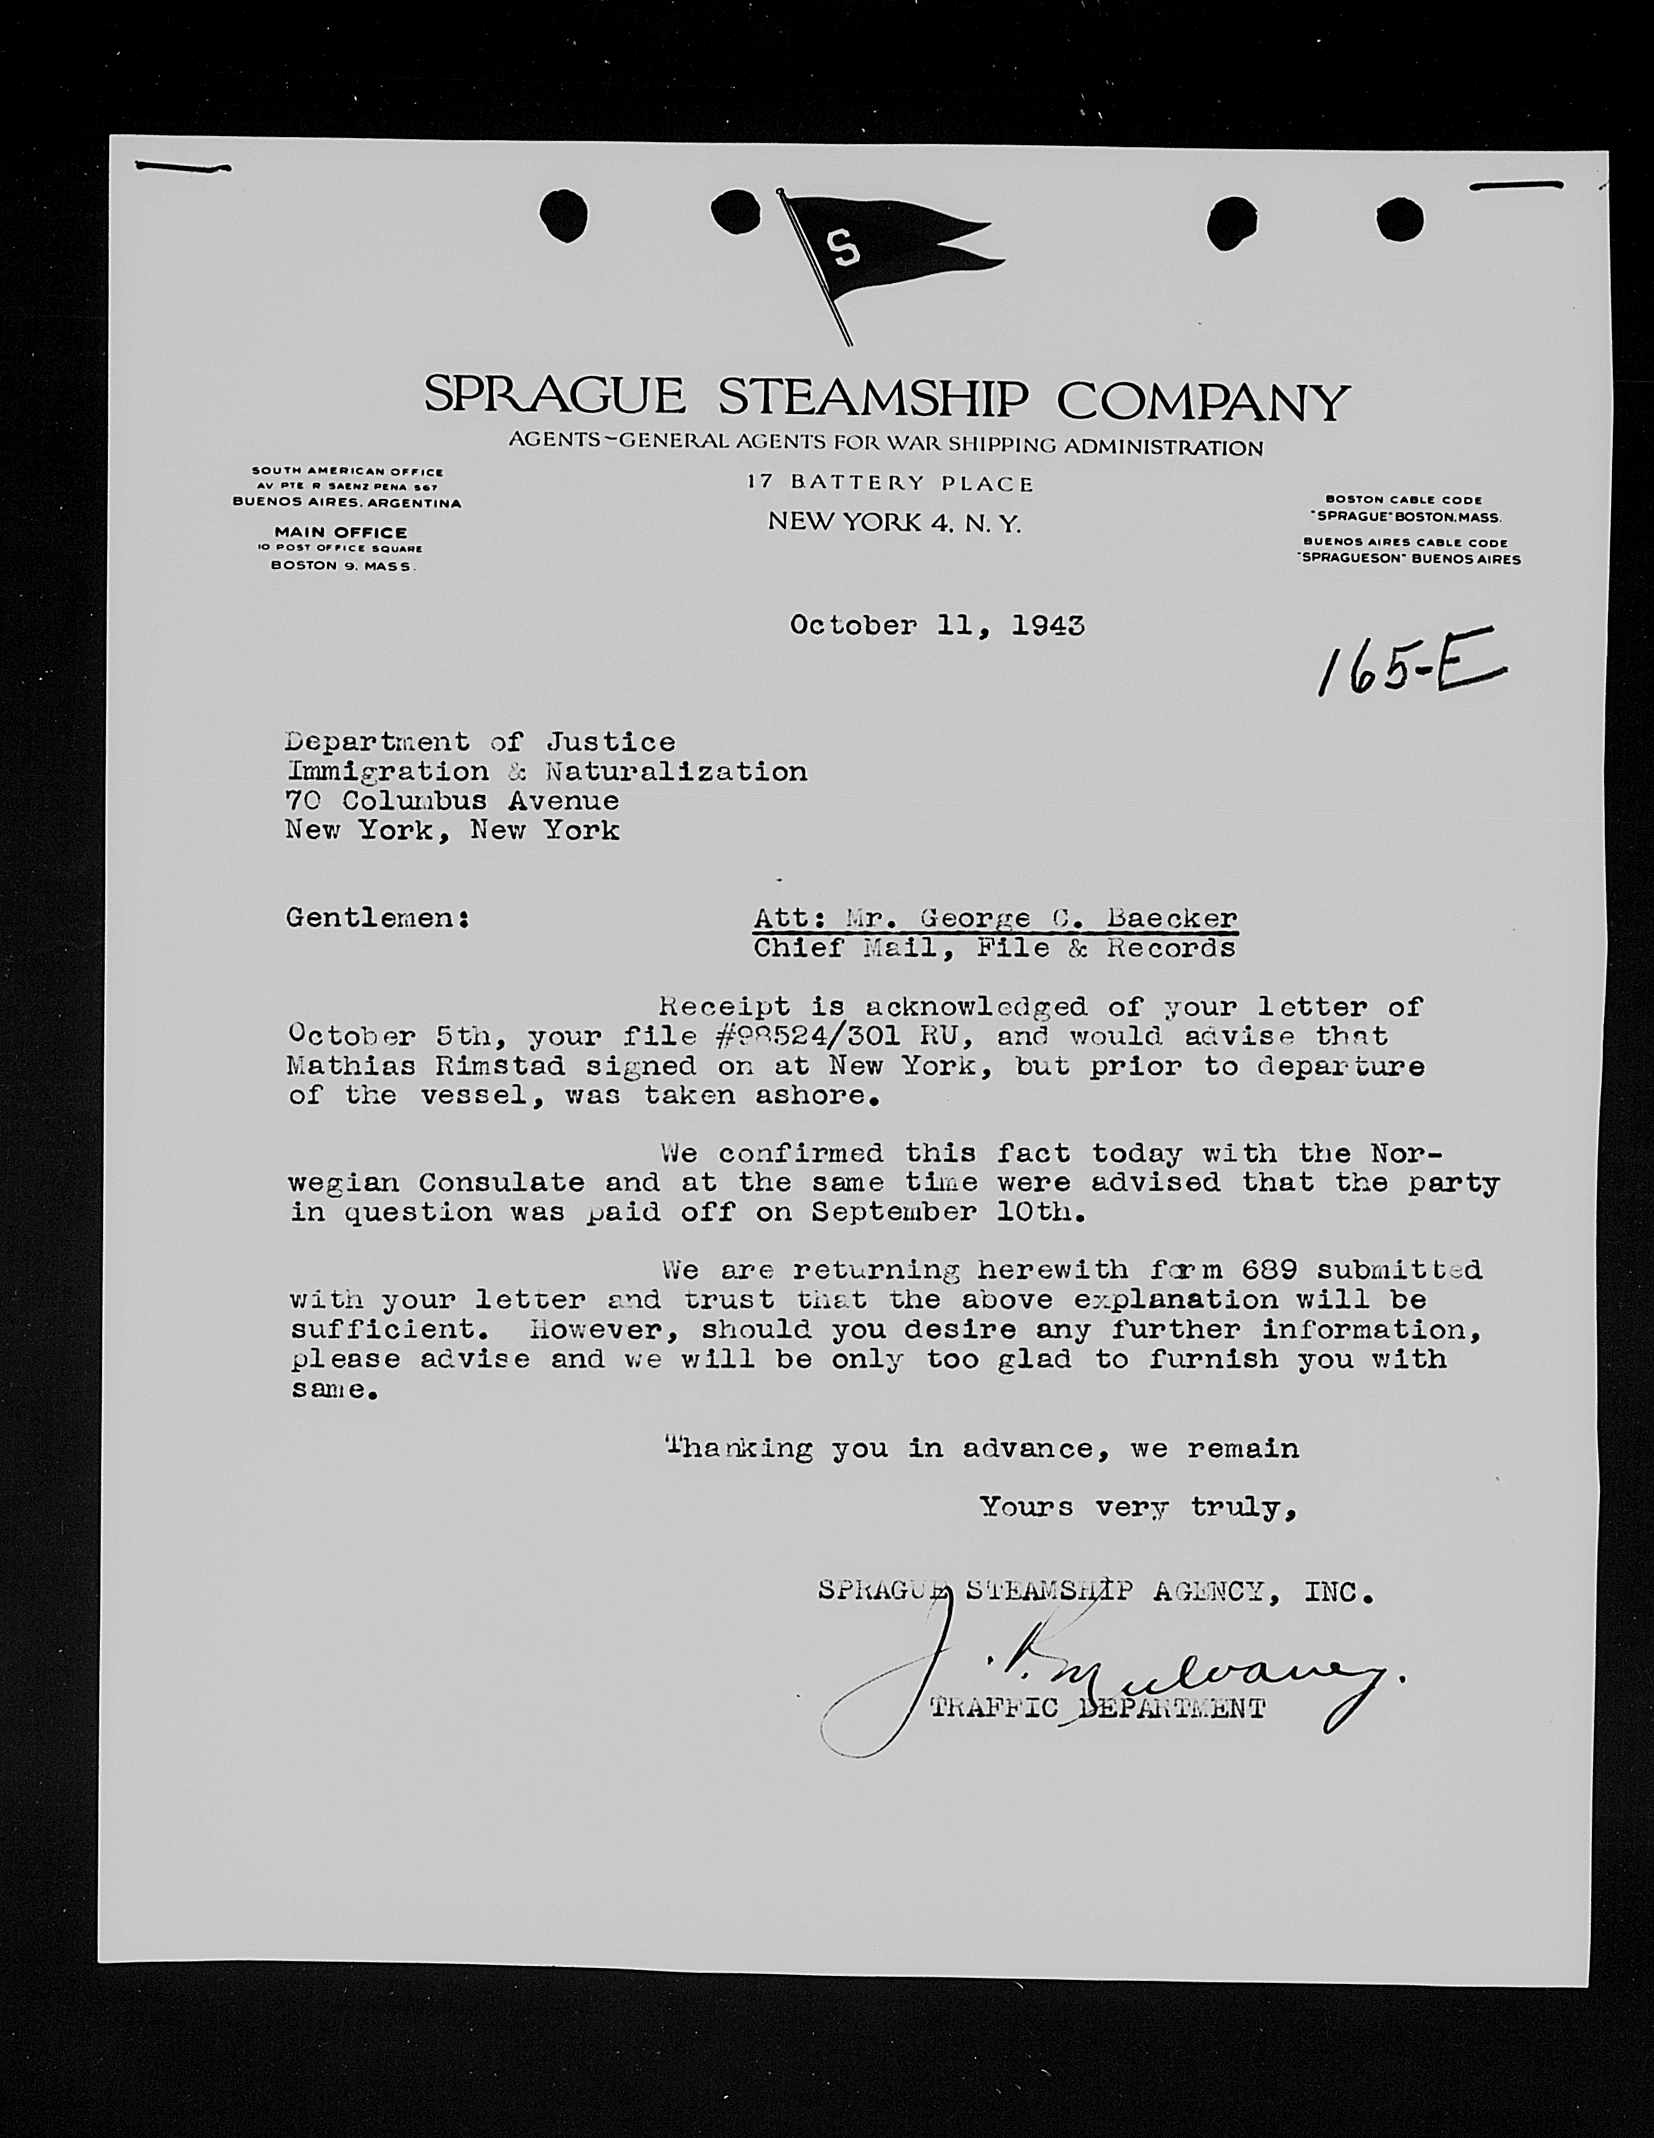 S
SPRAGUE STEAMSHIP COMPANY
AGENTS~GENERAL AGENTS FOR WAR SHIPPING ADMINISTRATION
17 BATTERY PLACE
NEW YORK 4, N. Y.
SOUTH AMERICAN OFFICE
AV PTE R SAENZ PENA 567
BUENOS AIRES, ARGENTINA
MAIN OFFICE
10 POST OFFICE SQUARE
BOSTON 9, MASS.
BOSTON CABLE CODE
"SPRAGUE" BOSTON, MASS.
BUENOS AIRES CABLE CODE
"SPRAGUESON" BUENOS AIRES
October 11, 1943
165-E
Department of Justice
Immigration & Naturalization
70 Columbus Avenue
New York, New York
Gentlemen:
Att: Mr. George C. Baecker
Chief Mail, File & Records
Receipt is acknowledged of your letter of
October 5th, your file #98524/301 RU, and would advise that
Mathias Rimstad signed on at New York, but prior to departure
of the vessel, was taken ashore.
We confirmed this fact today with the Nor-
wegian Consulate and at the same time were advised that the party
in question was paid off on September 10th.
We are returning herewith form 689 submitted
with your letter and trust that the above explanation will be
sufficient. However, should you desire any further information,
please advise and we will be only too glad to furnish you with
same.
Thanking you in advance, we remain
Yours very truly,
SPRAGUE STEAMSHIP AGENCY, INC.
J. P. Mulvaney.
TRAFFIC DEPARTMENT